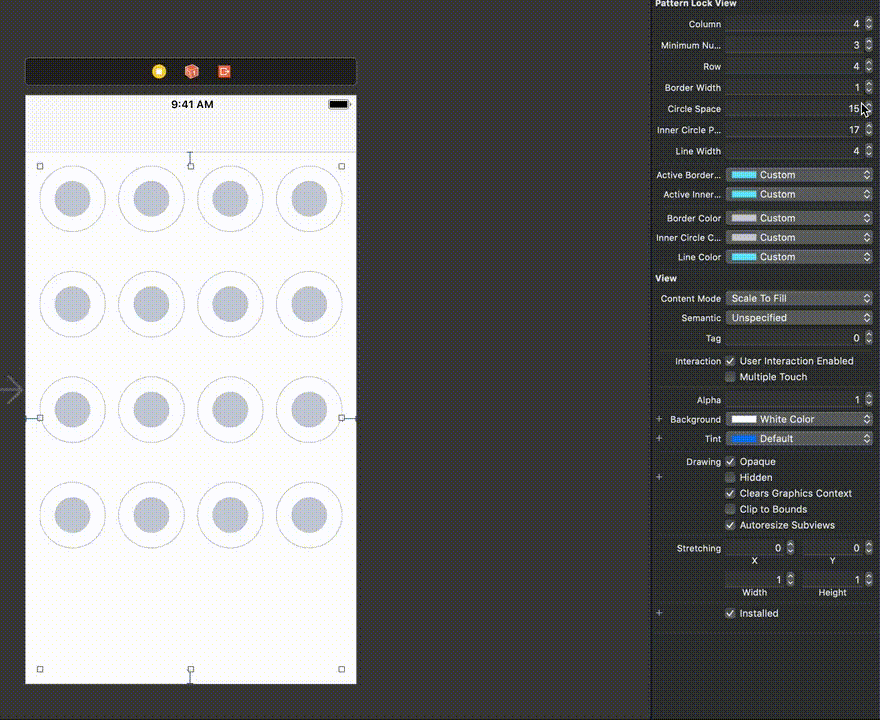 Pattern Lock View
Column 4
Minimum Nu... 3
Row 4
Border Width 1
Circle Space 15
Inner Circle P... 17
Line Width 4
Active Border... Custom
Active Inner... Custom
Border Color Custom
Inner Circle C... Custom
Line Color Custom
View
Content Mode Scale To Fill
Semantic Unspecified
Tag 0
Interaction User Interaction Enabled
Multiple Touch
Alpha 1
+ Background White Color
+ Tint Default
Drawing Opaque
+ Hidden
Clears Graphics Context
Clip to Bounds
Autoresize Subviews
Stretching 0 0
X Y
1 1
Width Height
+ Installed
9:41 AM